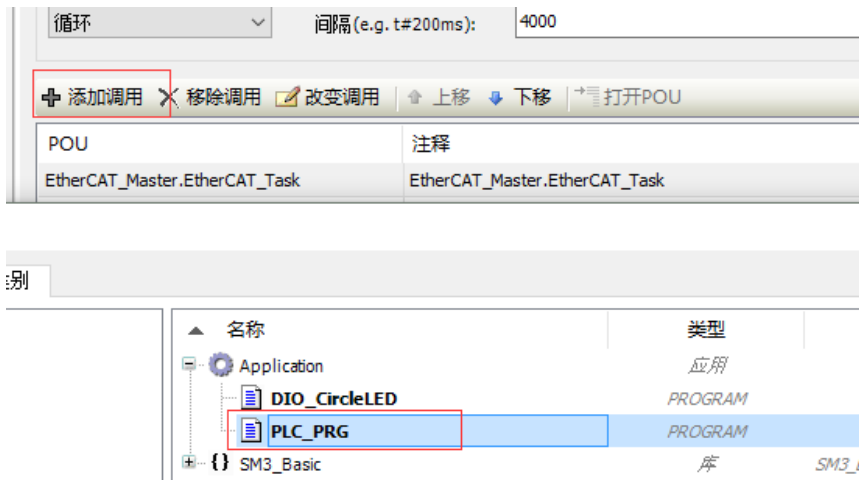 循环 间隔(e.g. t#200ms): 4000
添加调用 移除调用 改变调用 上移 下移 打开POU
POU 注释
EtherCAT_Master.EtherCAT_Task EtherCAT_Master.EtherCAT_Task
别
名称 类型
Application 应用
DIO_CircleLED PROGRAM
PLC_PRG PROGRAM
SM3_Basic 库 SM3_